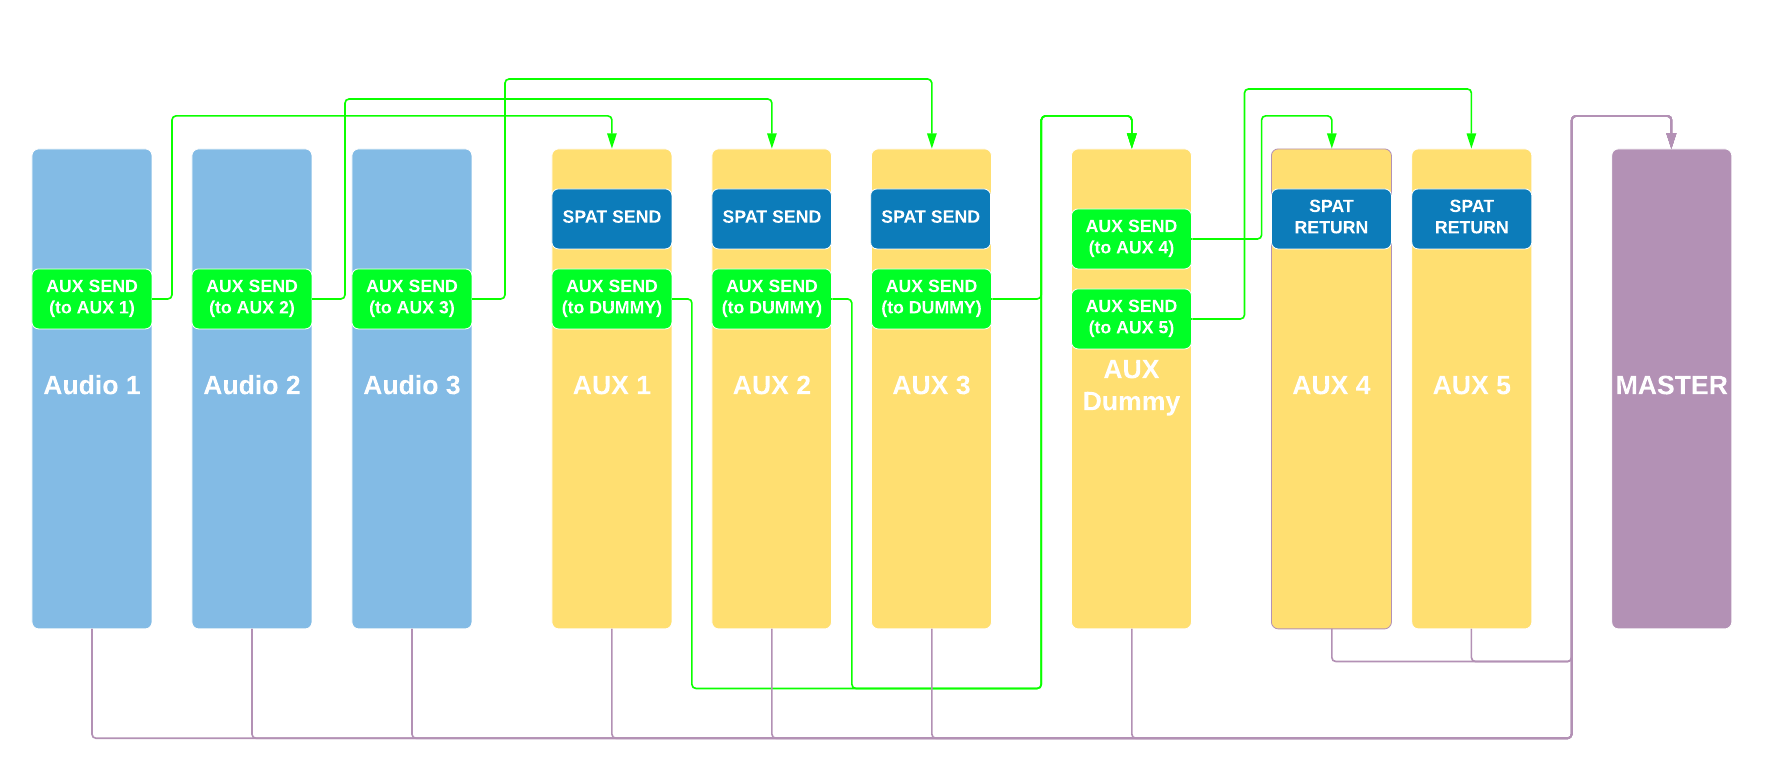 AUX SEND
(to AUX 1)
Audio 1
AUX SEND
(to AUX 2)
Audio 2
AUX SEND
(to AUX 3)
Audio 3
SPAT SEND
AUX SEND
(to DUMMY)
AUX 1
SPAT SEND
AUX SEND
(to DUMMY)
AUX 2
SPAT SEND
AUX SEND
(to DUMMY)
AUX 3
AUX SEND
(to AUX 4)
AUX SEND
(to AUX 5)
AUX
Dummy
SPAT
RETURN
AUX 4
SPAT
RETURN
AUX 5
MASTER